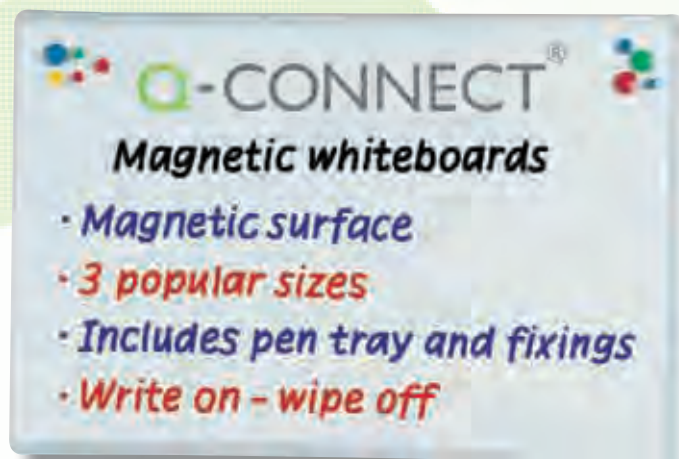 Q-CONNECT®
Magnetic whiteboards
· Magnetic surface
· 3 popular sizes
· Includes pen tray and fixings
· Write on - wipe off